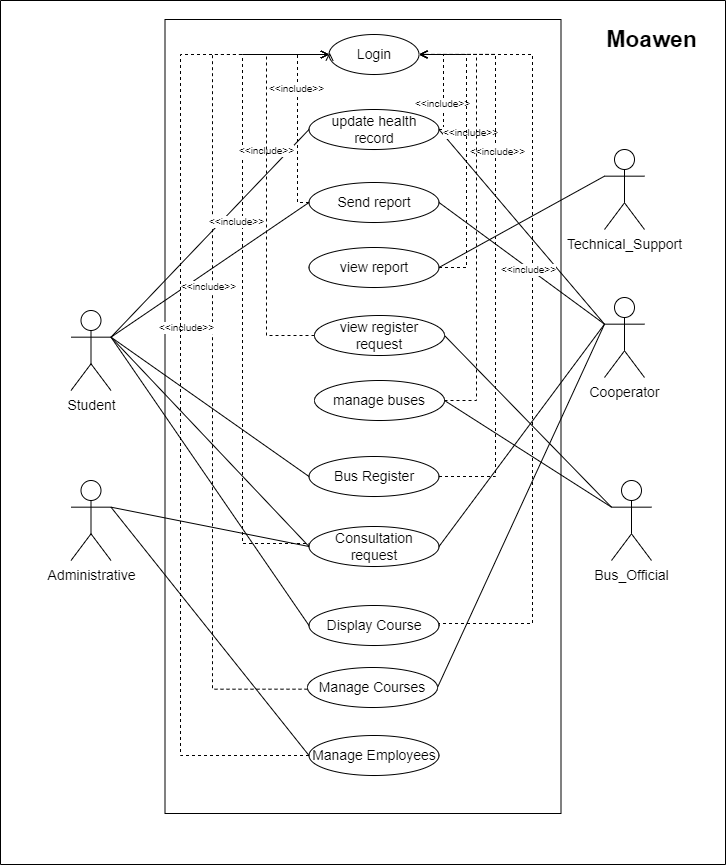 Moawen
Login
<<include>>
<<include>>
update health
record
<<include>>
<<include>>
<<include>>
Send report
<<include>>
Technical_Support
view report
<<include>>
<<include>>
view register
request
<<include>>
Student
Cooperator
manage buses
Bus Register
Consultation
request
Administrative
Bus_Official
Display Course
Manage Courses
Manage Employees